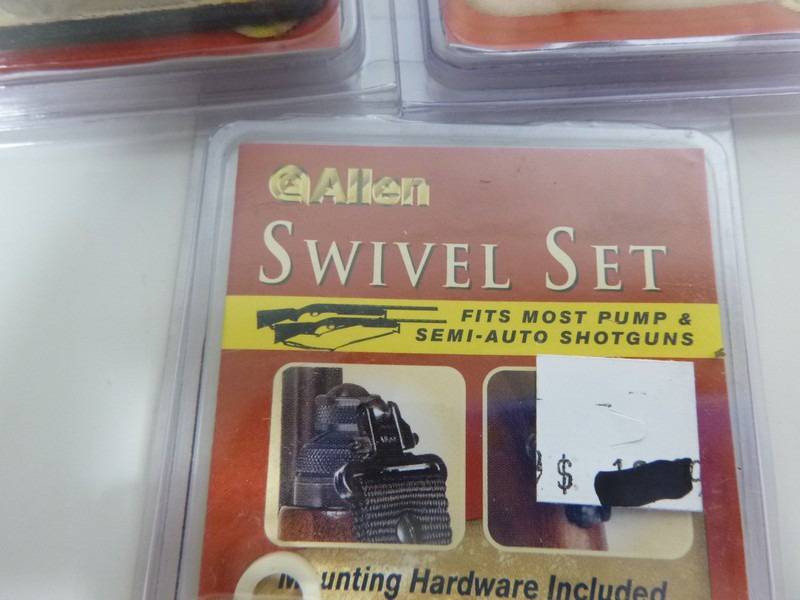 Allen
SWIVEL SET
FITS MOST PUMP &
SEMI-AUTO SHOTGUNS
$
Mounting Hardware Included